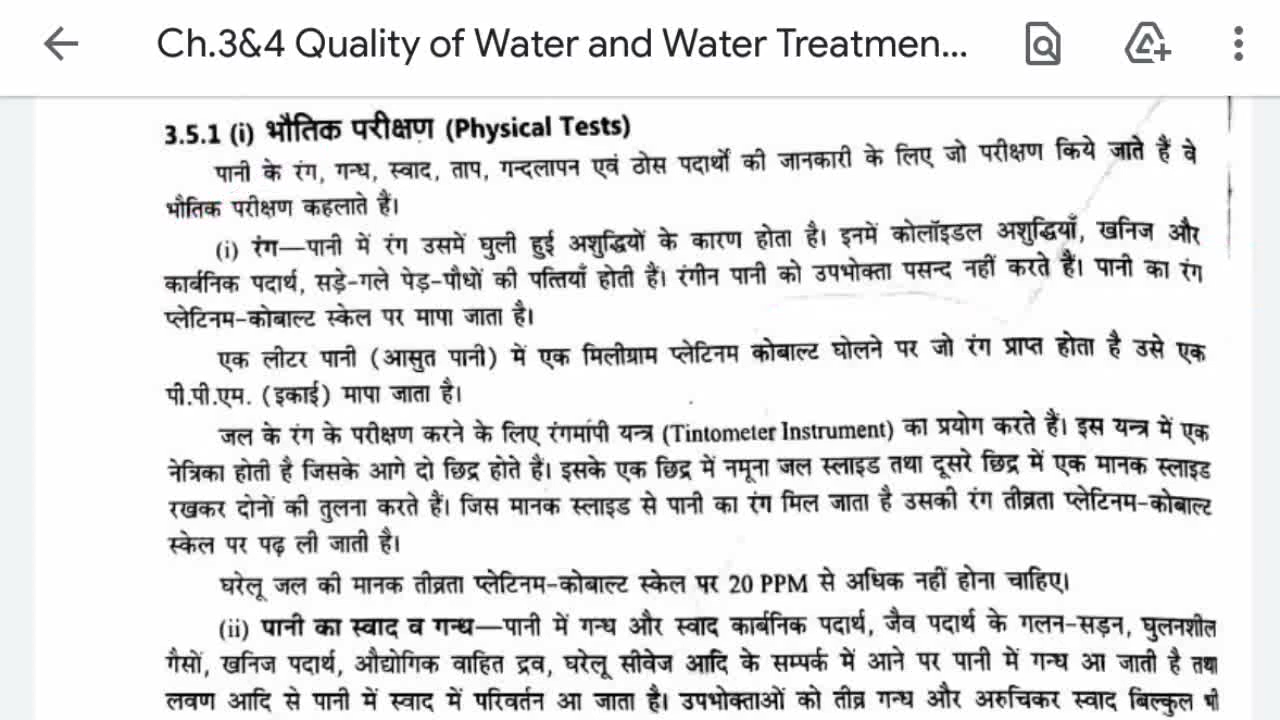 Ch.3&4 Quality of Water and Water Treatmen...
3.5.1 (i) भौतिक परीक्षण (Physical Tests)
पानी के रंग, गन्ध, स्वाद, ताप, गन्दलापन एवं ठोस पदार्थों की जानकारी के लिए जो परीक्षण किये जाते हैं वे
भौतिक परीक्षण कहलाते हैं।
(i) रंग—पानी में रंग उसमें घुली हुई अशुद्धियों के कारण होता है। इनमें कोलॉइडल अशुद्धियाँ, खनिज और
कार्बनिक पदार्थ, सड़े-गले पेड़-पौधों की पत्तियाँ होती हैं। रंगीन पानी को उपभोक्ता पसन्द नहीं करते हैं। पानी का रंग
प्लेटिनम-कोबाल्ट स्केल पर मापा जाता है।
एक लीटर पानी (आसुत पानी) में एक मिलीग्राम प्लेटिनम कोबाल्ट घोलने पर जो रंग प्राप्त होता है उसे एक
पी.पी.एम. (इकाई) मापा जाता है।
जल के रंग के परीक्षण करने के लिए रंगमांपी यन्त्र (Tintometer Instrument) का प्रयोग करते हैं। इस यन्त्र में एक
नेत्रिका होती है जिसके आगे दो छिद्र होते हैं। इसके एक छिद्र में नमूना जल स्लाइड तथा दूसरे छिद्र में एक मानक स्लाइड
रखकर दोनों की तुलना करते हैं। जिस मानक स्लाइड से पानी का रंग मिल जाता है उसकी रंग तीव्रता प्लेटिनम-कोबाल्ट
स्केल पर पढ़ ली जाती है।
घरेलू जल की मानक तीव्रता प्लेटिनम-कोबाल्ट स्केल पर 20 PPM से अधिक नहीं होना चाहिए।
(ii) पानी का स्वाद व गन्ध—पानी में गन्ध और स्वाद कार्बनिक पदार्थ, जैव पदार्थ के गलन-सड़न, घुलनशील
गैसों, खनिज पदार्थ, औद्योगिक वाहित द्रव, घरेलू सीवेज आदि के सम्पर्क में आने पर पानी में गन्ध आ जाती है तथा
लवण आदि से पानी में स्वाद में परिवर्तन आ जाता है। उपभोक्ताओं को तीव्र गन्ध और अरुचिकर स्वाद बिल्कुल भी